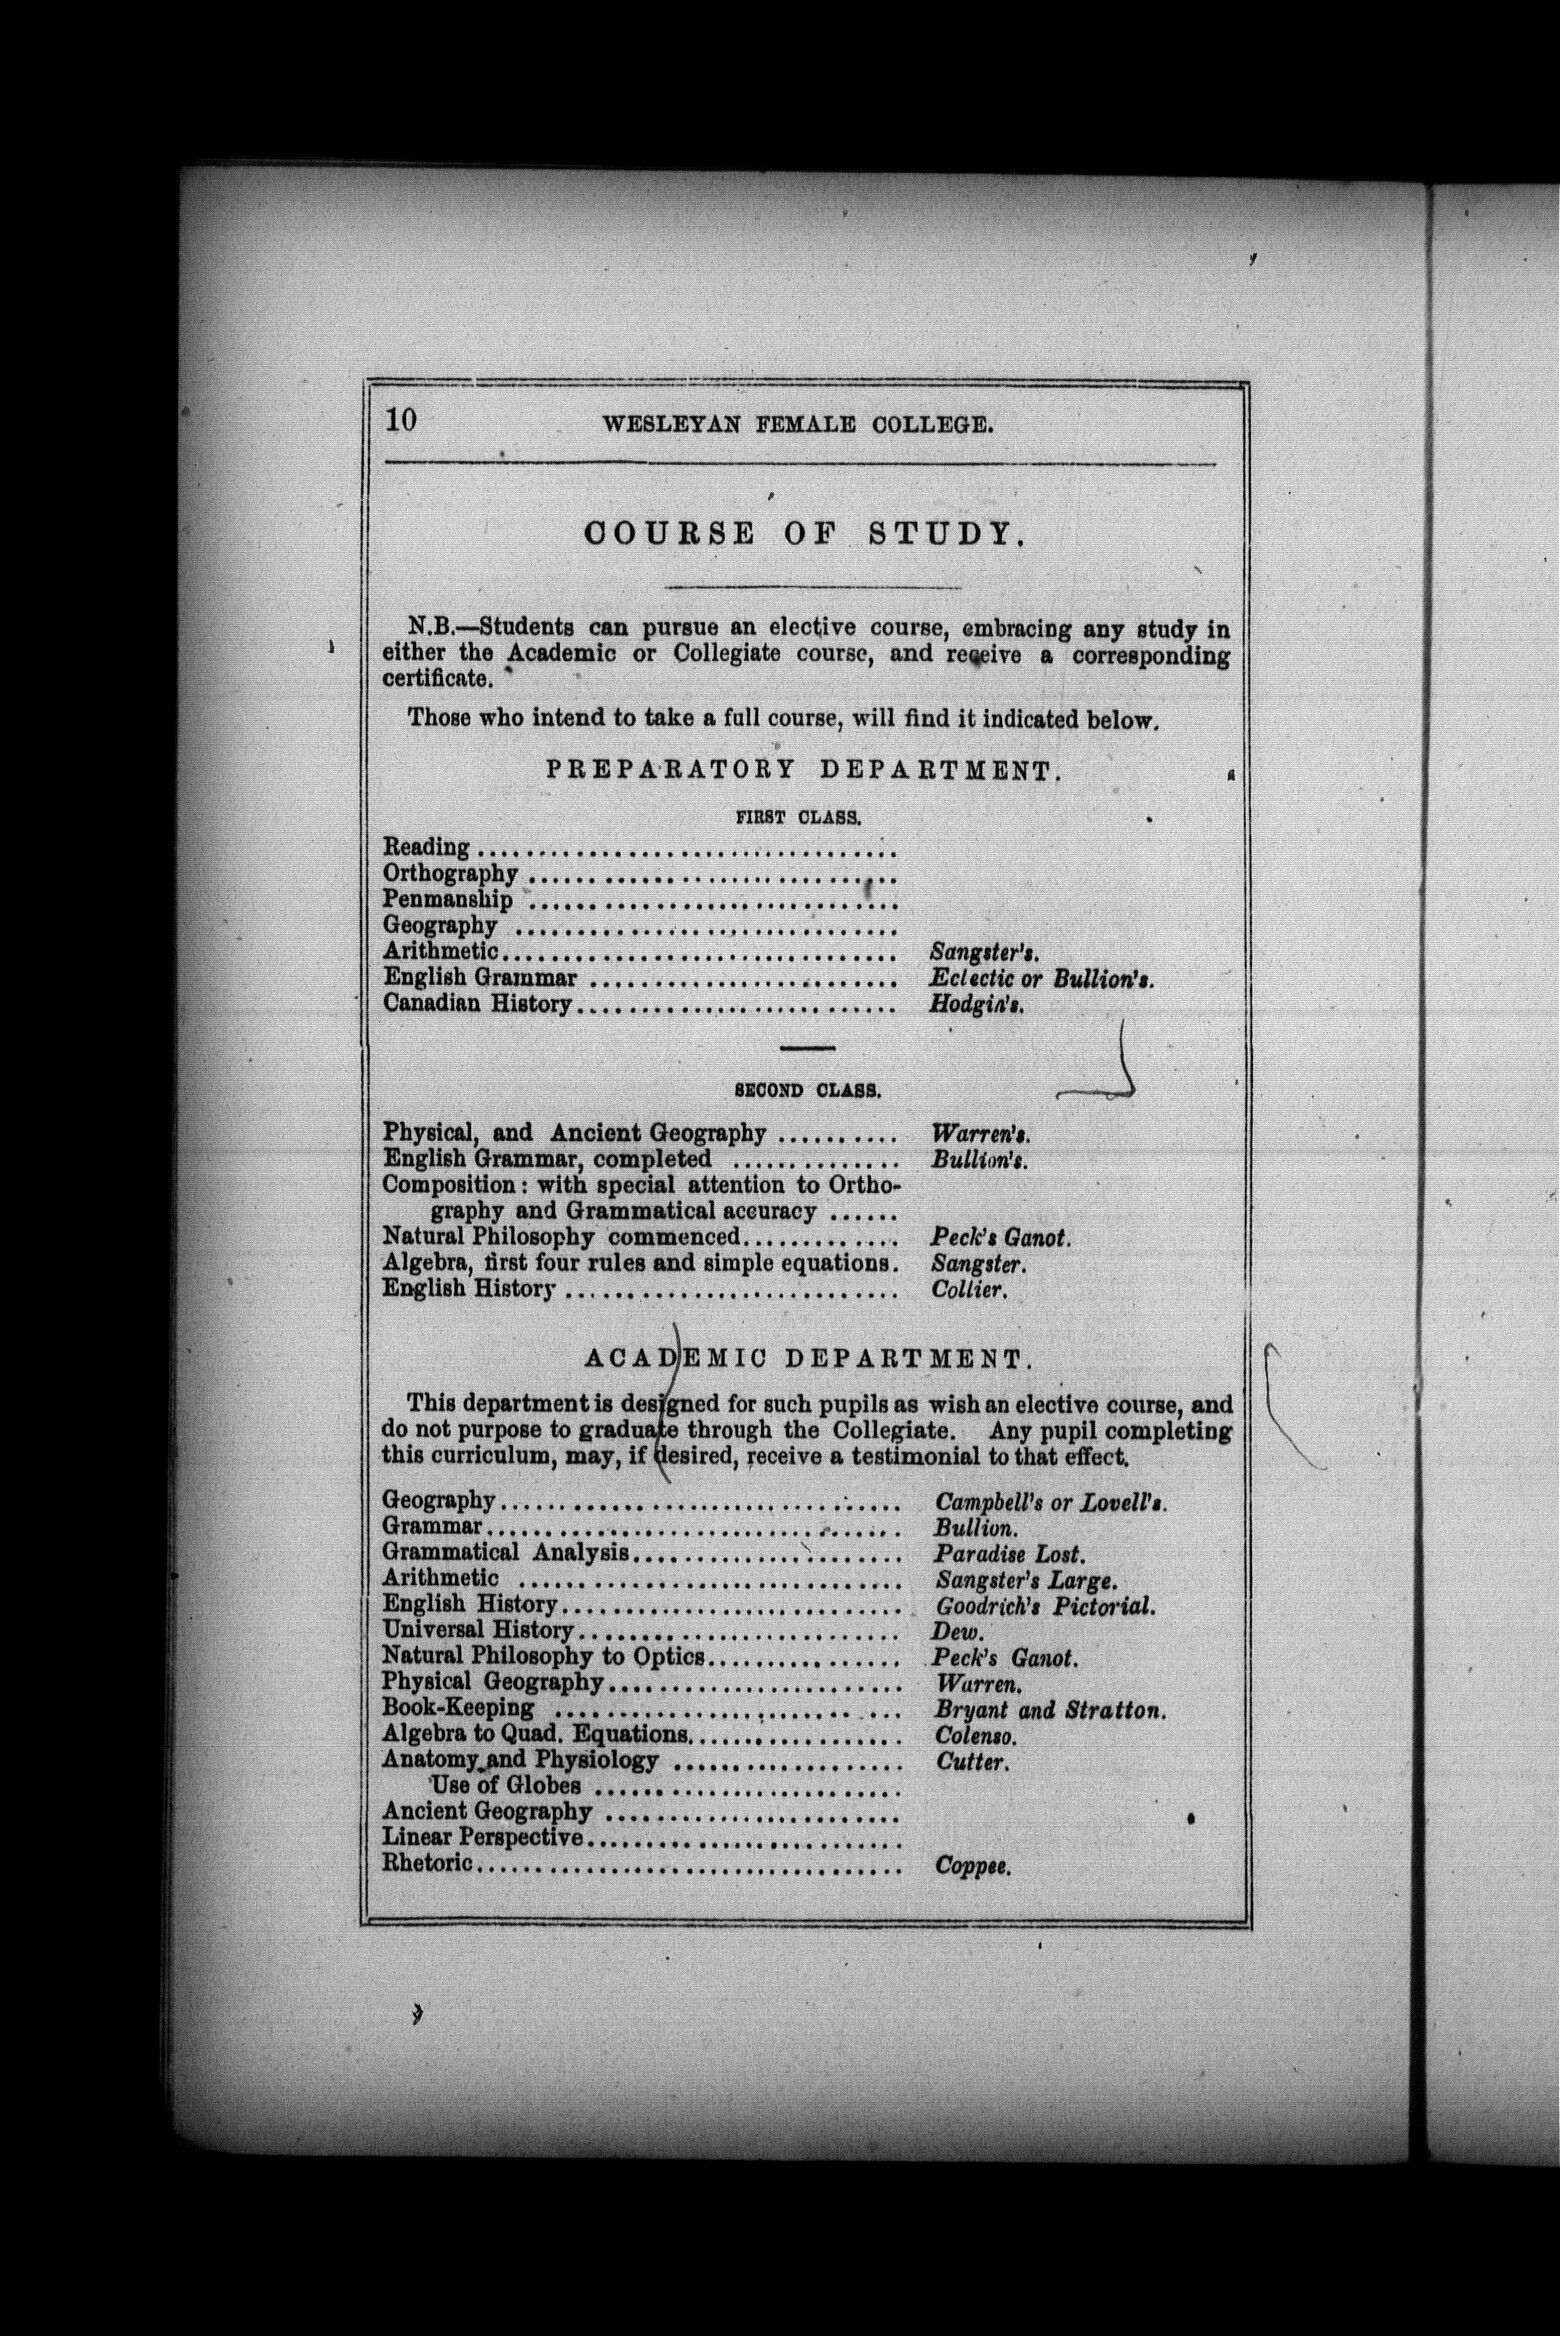 10 WESLEYAN FEMALE COLLEGE.
COURSE OF STUDY.
N.B.—Students can pursue an elective course, embracing any study in
either the Academic or Collegiate course, and receive a corresponding
certificate.
Those who intend to take a full course, will find it indicated below.
PREPARATORY DEPARTMENT.
FIRST CLASS.
Reading ..................................
Orthography ..............................
Penmanship ..............................
Geography ...............................
Arithmetic................................ Sangster's.
English Grammar ......................... Eclectic or Bullion's.
Canadian History.......................... Hodgin's.
SECOND CLASS.
Physical, and Ancient Geography .......... Warren's.
English Grammar, completed .............. Bullion's.
Composition: with special attention to Ortho-
graphy and Grammatical accuracy ......
Natural Philosophy commenced............. Peck's Ganot.
Algebra, first four rules and simple equations. Sangster.
English History ........................... Collier.
ACADEMIC DEPARTMENT.
This department is designed for such pupils as wish an elective course, and
do not purpose to graduate through the Collegiate. Any pupil completing
this curriculum, may, if desired, receive a testimonial to that effect.
Geography................................. Campbell's or Lovell's.
Grammar.................................. Bullion.
Grammatical Analysis...................... Paradise Lost.
Arithmetic ............................... Sangster's Large.
English History............................ Goodrich's Pictorial.
Universal History.......................... Dew.
Natural Philosophy to Optics................ Peck's Ganot.
Physical Geography........................ Warren.
Book-Keeping ............................ Bryant and Stratton.
Algebra to Quad. Equations.................. Colenso.
Anatomy and Physiology ................... Cutter.
Use of Globes .........................
Ancient Geography ........................
Linear Perspective..........................
Rhetoric................................... Coppee.